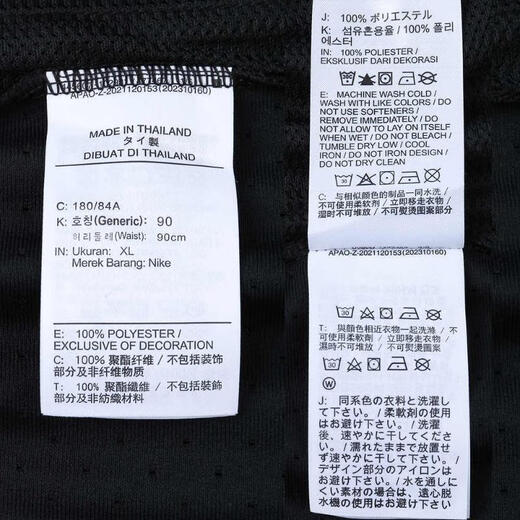 APAO-Z-2021120153(202310160)
MADE IN THAILAND
タイ製
DIBUAT DI THAILAND
C: 180/84A
K: 호칭(Generic): 90
허리둘레(Waist): 90cm
IN: Ukuran: XL
Merek Barang: Nike
E: 100% POLYESTER /
EXCLUSIVE OF DECORATION
C: 100% 聚酯纤维 / 不包括装饰
部分及非纤维部分
T: 100% 聚酯纖維 / 不包括裝飾
部分及非紡織材料
J: 100% ポリエステル
K: 섬유혼용율 / 100% 폴리
에스터
IN: 100% POLIESTER /
EKSKLUSIF DARI DEKORASI
E: MACHINE WASH COLD /
WASH WITH LIKE COLORS / DO
NOT USE SOFTENERS /
REMOVE IMMEDIATELY / DO
NOT ALLOW TO LAY ON ITSELF
WHEN WET / DO NOT BLEACH /
TUMBLE DRY LOW / COOL
IRON / DO NOT IRON DESIGN /
DO NOT DRY CLEAN
30
C: 与相似颜色的制品一同水洗 /
不可使用柔软剂 / 立即移走衣物 /
湿时不可堆放 / 不可熨烫图案部分
APAO-Z-2021120153(202310160)
30
T: 與顏色相近衣物一起洗滌 / 不
可使用柔軟劑 / 立即移走衣物 /
濕時不可堆放 / 不可熨燙圖案
30
W
J: 同系色の衣料と洗濯し
て下さい。/ 柔軟剤の使用
はお避け下さい。/ 洗濯
後、速やかに干して下さ
い。/ 濡れたままで放置せ
ず速やかに干して下さい。/
デザイン部分のアイロンは
お避け下さい。/ 水を通しに
くい素材の場合は、遠心脱
水機の使用はお避け下さい